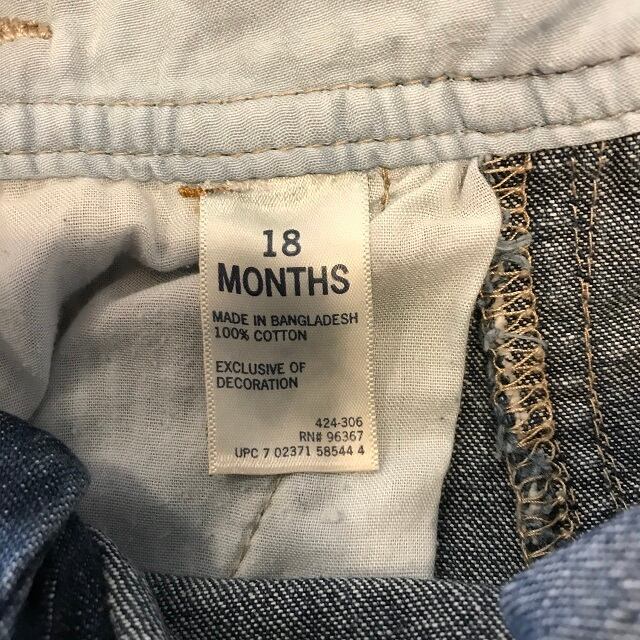 18
MONTHS
MADE IN BANGLADESH
100% COTTON
EXCLUSIVE OF
DECORATION
424-306
RN# 96367
UPC 7 02371 58544 4